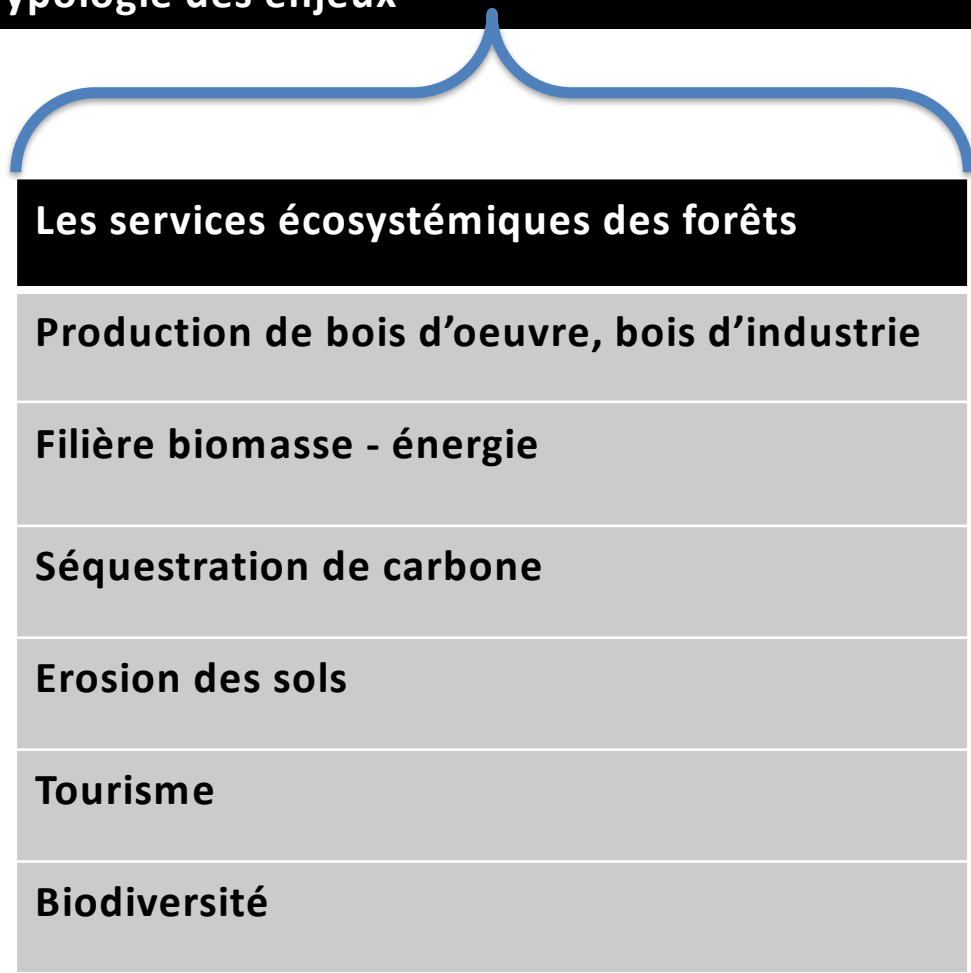 ypologie des enjeux
Les services écosystémiques des forêts
Production de bois d’oeuvre, bois d’industrie
Filière biomasse - énergie
Séquestration de carbone
Erosion des sols
Tourisme
Biodiversité